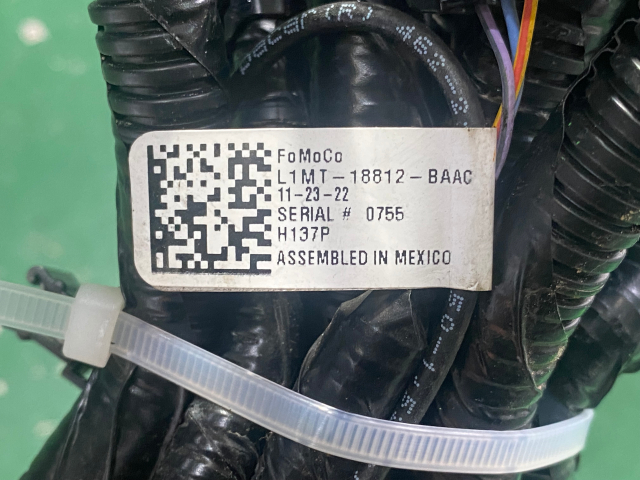 FoMoCo
L1MT-18812-BAAC
11-23-22
SERIAL # 0755
H137P
ASSEMBLED IN MEXICO